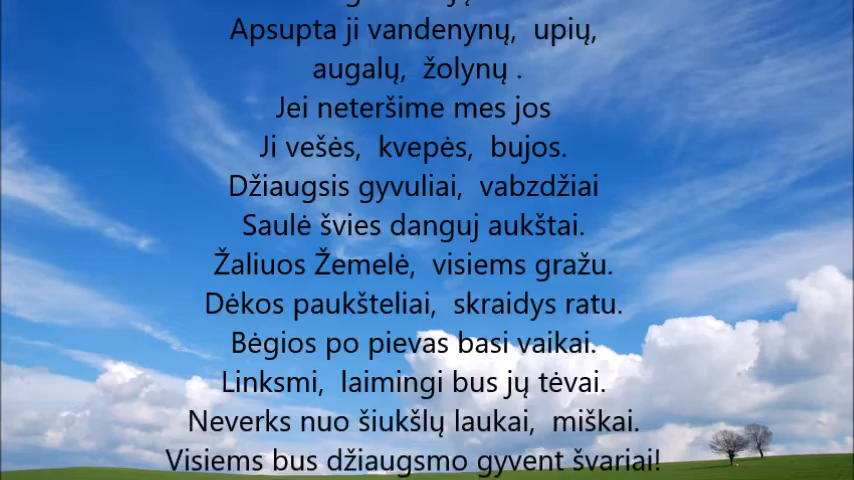 Apsupta ji vandenynų, upių,
augalų, žolynų .
Jei neteršime mes jos
Ji vešės, kvepės, bujos.
Džiaugsis gyvuliai, vabzdžiai
Saulė švies danguj aukštai.
Žaliuos Žemelė, visiems gražu.
Dėkos paukšteliai, skraidys ratu.
Bėgios po pievas basi vaikai.
Linksmi, laimingi bus jų tėvai.
Neverks nuo šiukšlų laukai, miškai.
Visiems bus džiaugsmo gyvent švariai!